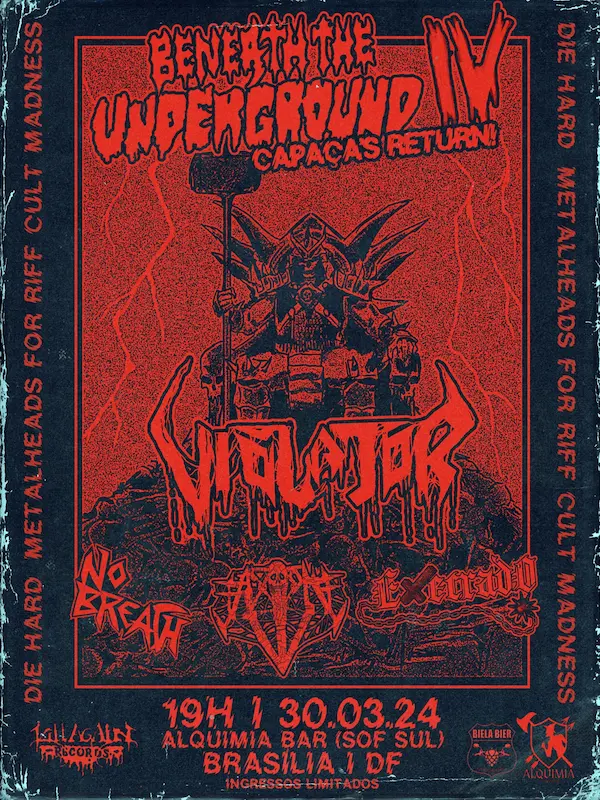 BENEATH THE
UNDERGROUND IV
CAPAÇA'S RETURN!
DIE HARD METALHEADS FOR RIFF CULT MADNESS
DIE HARD METALHEADS FOR RIFF CULT MADNESS
VIOLATOR
NO
BREATH
EXECRADO
19H | 30.03.24
ALQUIMIA BAR (SOF SUL)
BRASÍLIA | DF
INGRESSOS LIMITADOS
RECORDS
BIELA BIER
ALQUIMIA